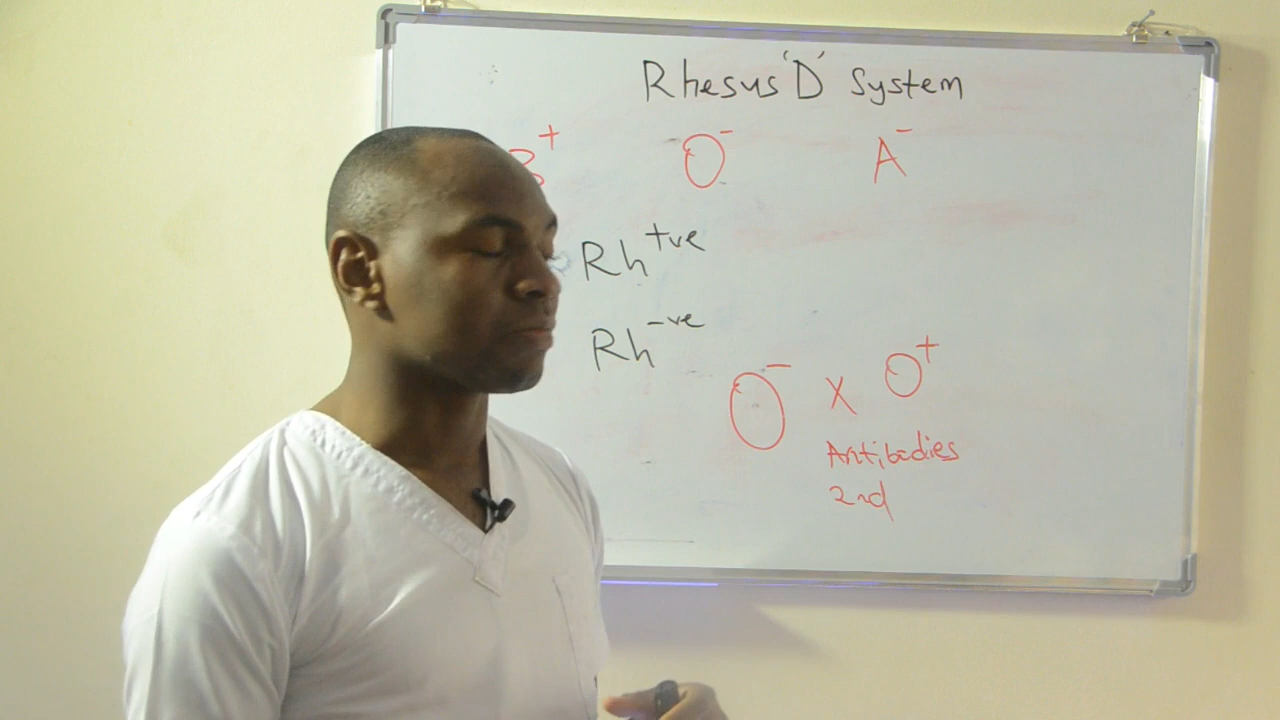 Rhesus 'D' System
B⁺ O⁻ A⁻
Rh⁺ᵛᵉ
Rh⁻ᵛᵉ
O⁻ X O⁺
Antibodies
2nd